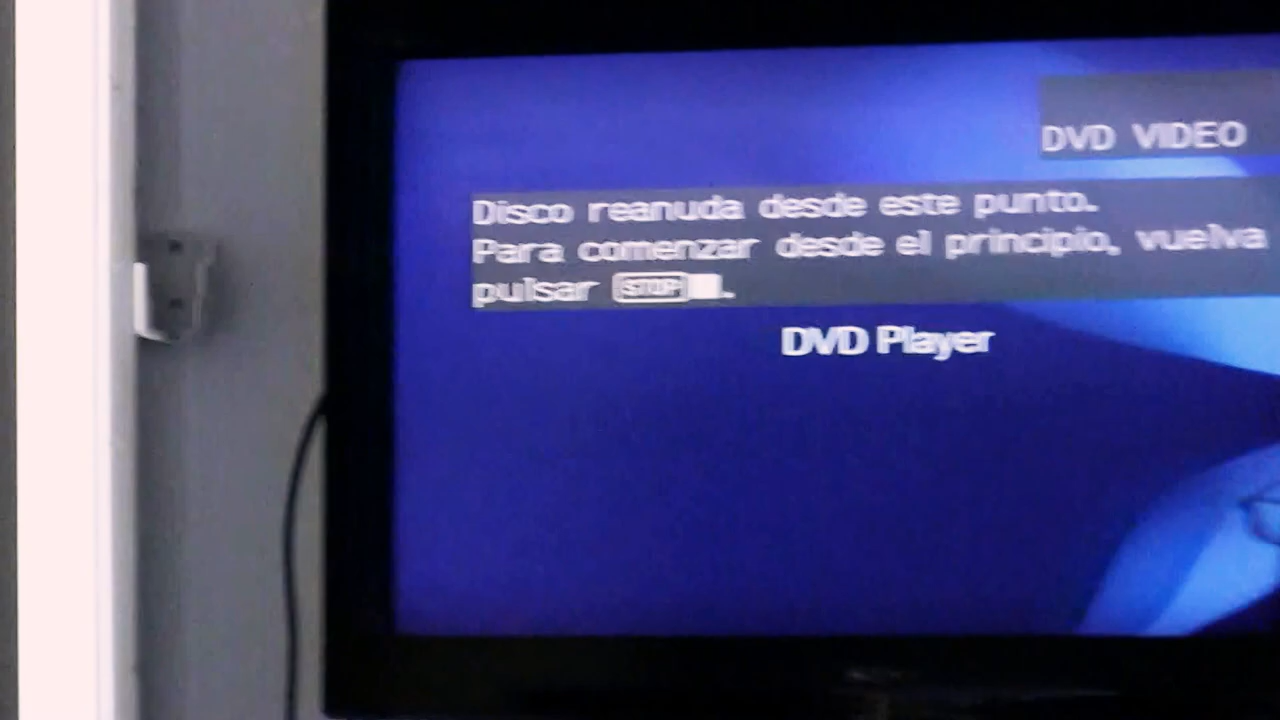 DVD VIDEO
Disco reanuda desde este punto.
Para comenzar desde el principio, vuelva
pulsar STOP ■.
DVD Player